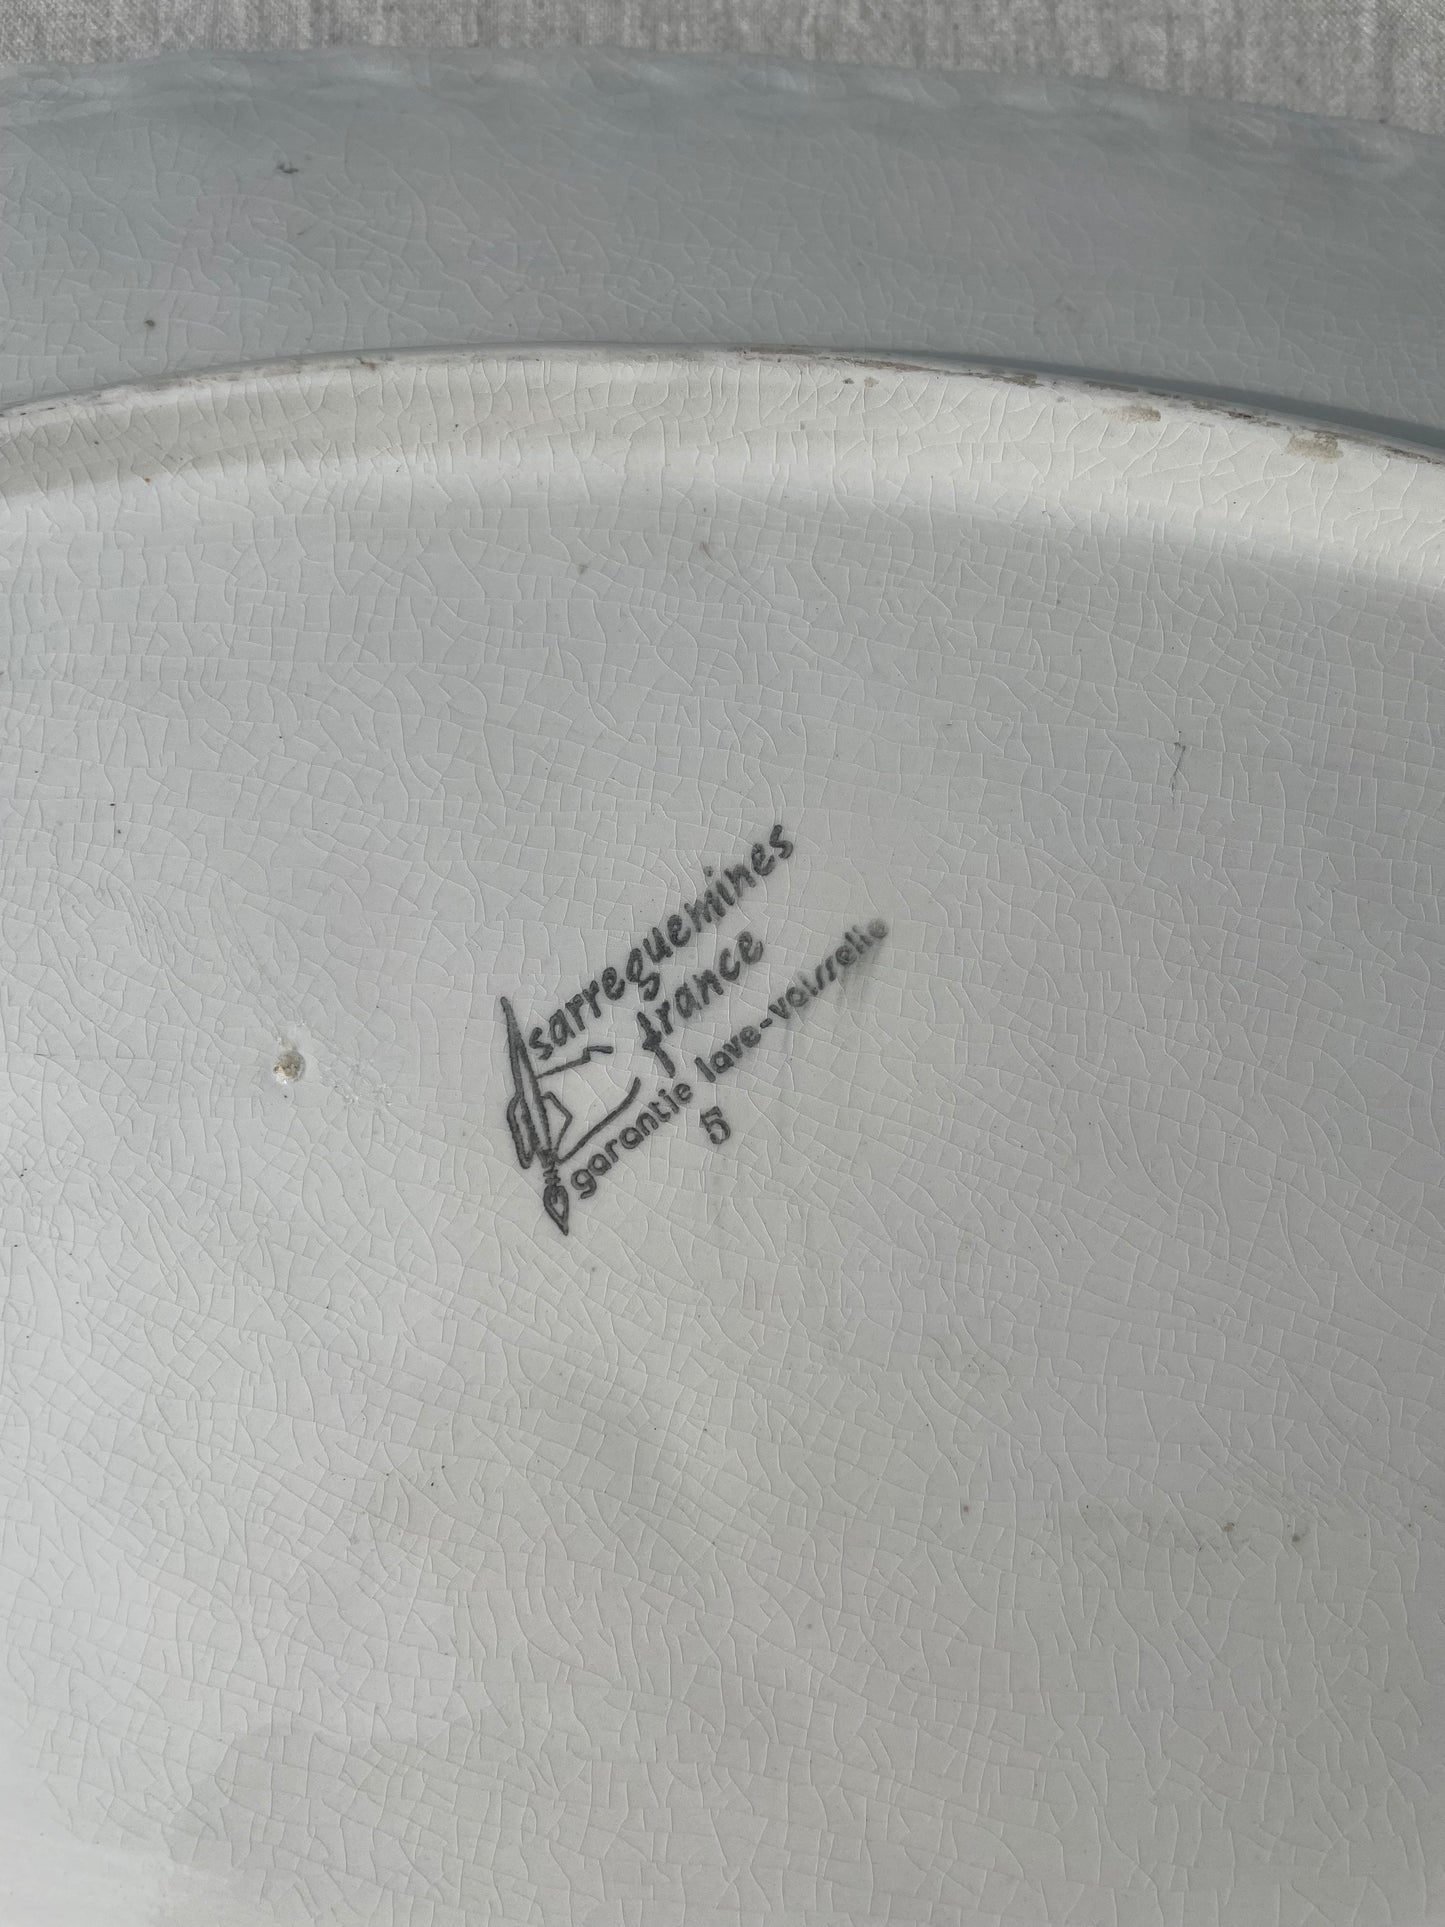 sarreguemines
france
garantie lave-vaisselle
5